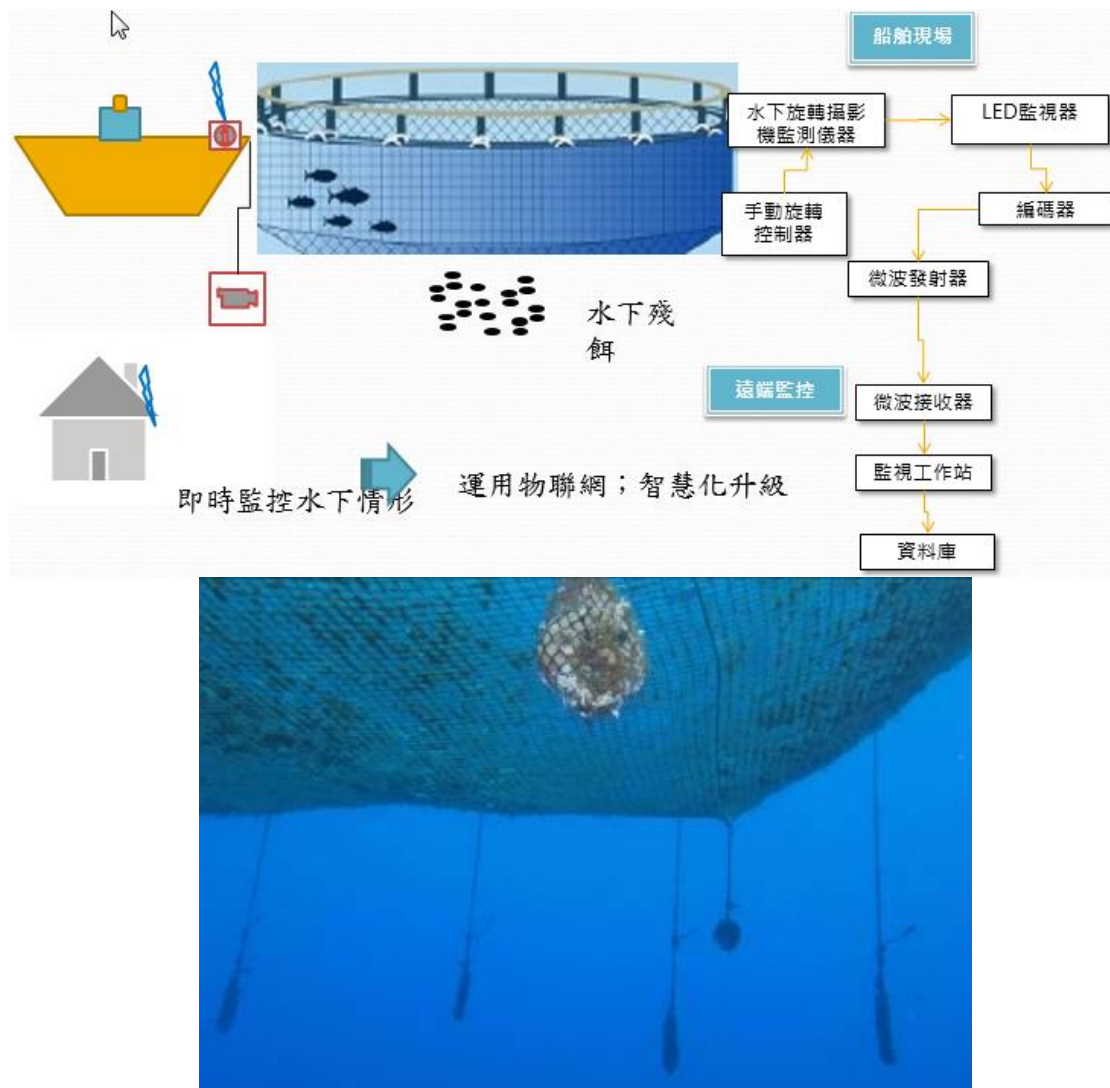 船舶現場
水下旋轉攝影
機監測儀器
LED監視器
手動旋轉
控制器
編碼器
微波發射器
水下殘
餌
遠端監控
微波接收器
監視工作站
即時監控水下情形
運用物聯網；智慧化升級
資料庫